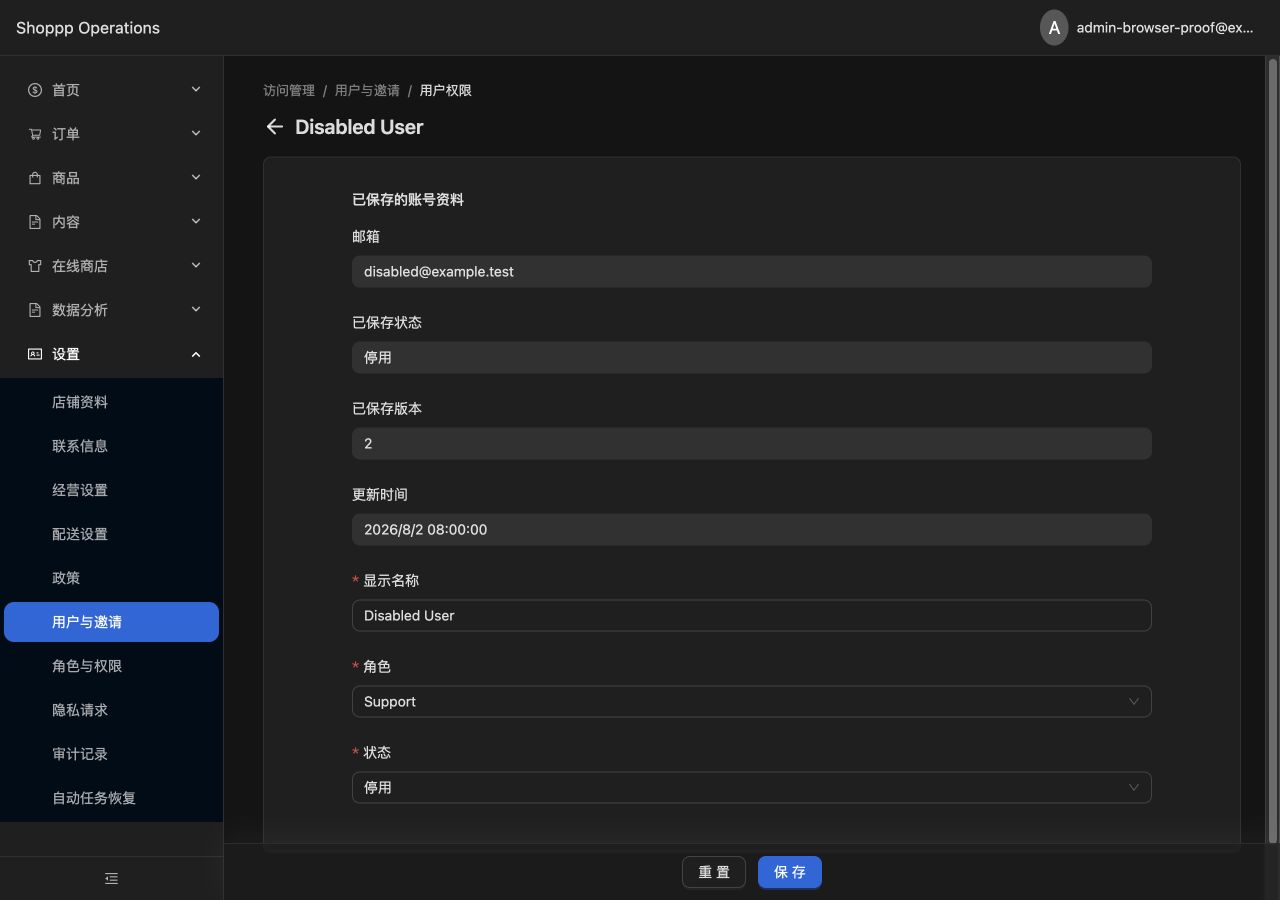 Shoppp Operations
A
admin-browser-proof@ex...
首页
订单
商品
内容
在线商店
数据分析
设置
店铺资料
联系信息
经营设置
配送设置
政策
用户与邀请
角色与权限
隐私请求
审计记录
自动任务恢复
访问管理 / 用户与邀请 / 用户权限
Disabled User
已保存的账号资料
邮箱
disabled@example.test
已保存状态
停用
已保存版本
2
更新时间
2026/8/2 08:00:00
* 显示名称
Disabled User
* 角色
Support
* 状态
停用
重 置
保 存